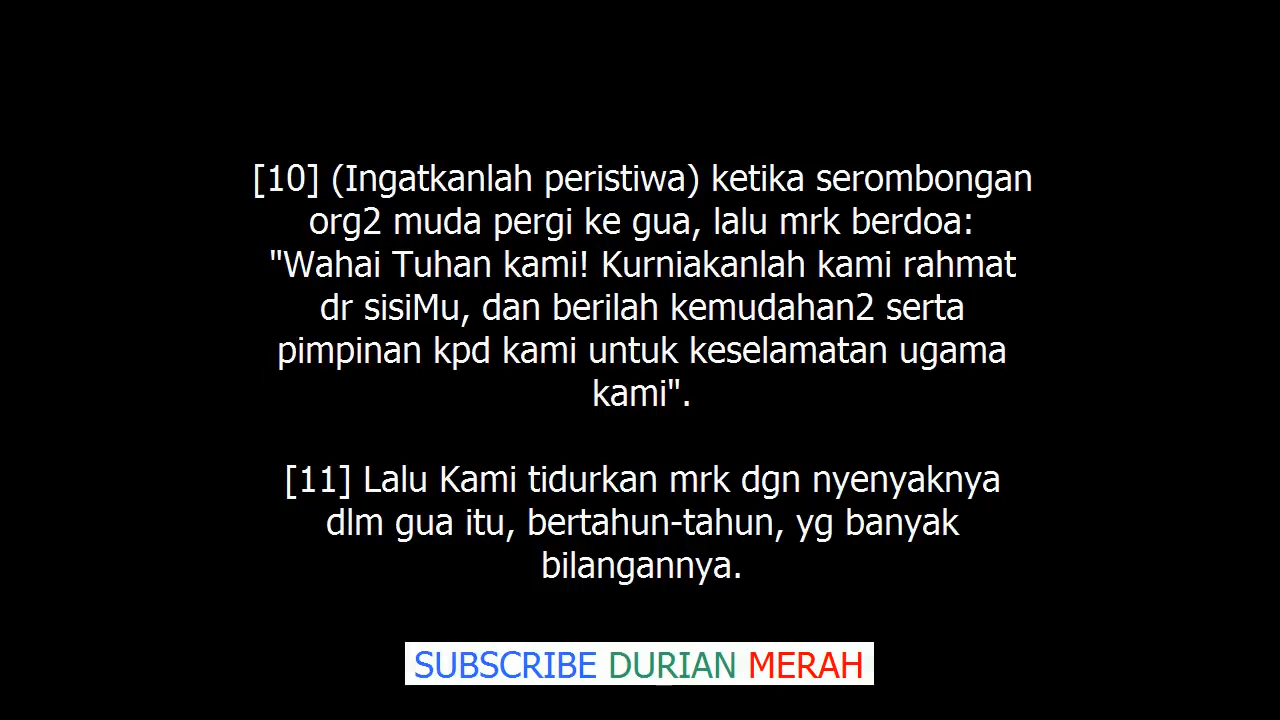 [10] (Ingatkanlah peristiwa) ketika serombongan
org2 muda pergi ke gua, lalu mrk berdoa:
"Wahai Tuhan kami! Kurniakanlah kami rahmat
dr sisiMu, dan berilah kemudahan2 serta
pimpinan kpd kami untuk keselamatan ugama
kami".
[11] Lalu Kami tidurkan mrk dgn nyenyaknya
dlm gua itu, bertahun-tahun, yg banyak
bilangannya.
SUBSCRIBE DURIAN MERAH